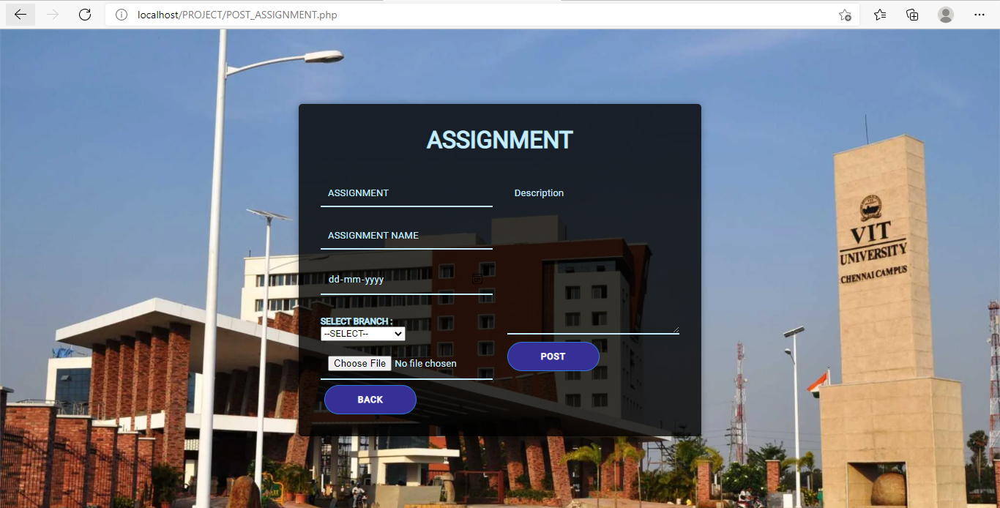 localhost/PROJECT/POST_ASSIGNMENT.php
ASSIGNMENT
ASSIGNMENT
Description
ASSIGNMENT NAME
dd-mm-yyyy
SELECT BRANCH :
--SELECT--
Choose File No file chosen
POST
BACK
VIT
UNIVERSITY
CHENNAI CAMPUS